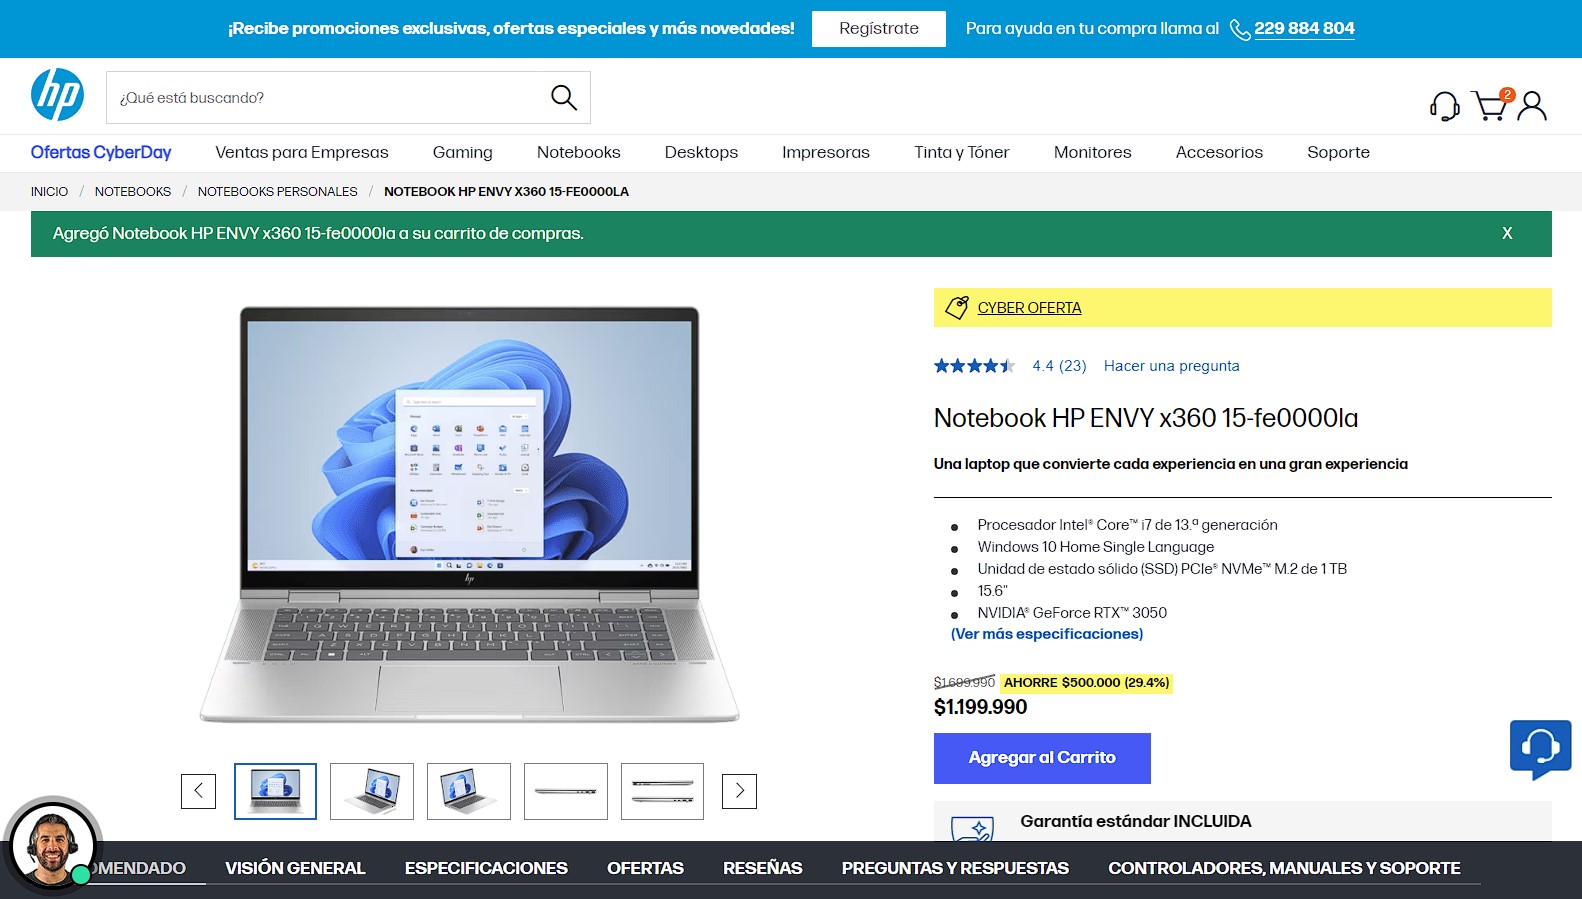 ¡Recibe promociones exclusivas, ofertas especiales y más novedades! Regístrate Para ayuda en tu compra llama al 229 884 804
hp
¿Qué está buscando?
2
Ofertas CyberDay Ventas para Empresas Gaming Notebooks Desktops Impresoras Tinta y Tóner Monitores Accesorios Soporte
INICIO / NOTEBOOKS / NOTEBOOKS PERSONALES / NOTEBOOK HP ENVY X360 15-FE0000LA
Agregó Notebook HP ENVY x360 15-fe0000la a su carrito de compras. X
CYBER OFERTA
4.4 (23) Hacer una pregunta
Notebook HP ENVY x360 15-fe0000la
Una laptop que convierte cada experiencia en una gran experiencia
Procesador Intel® Core™ i7 de 13.ª generación
Windows 10 Home Single Language
Unidad de estado sólido (SSD) PCIe® NVMe™ M.2 de 1 TB
15.6"
NVIDIA® GeForce RTX™ 3050
(Ver más especificaciones)
$1.699.990 AHORRE $500.000 (29.4%)
$1.199.990
Agregar al Carrito
Garantía estándar INCLUIDA
OMENDADO VISIÓN GENERAL ESPECIFICACIONES OFERTAS RESEÑAS PREGUNTAS Y RESPUESTAS CONTROLADORES, MANUALES Y SOPORTE